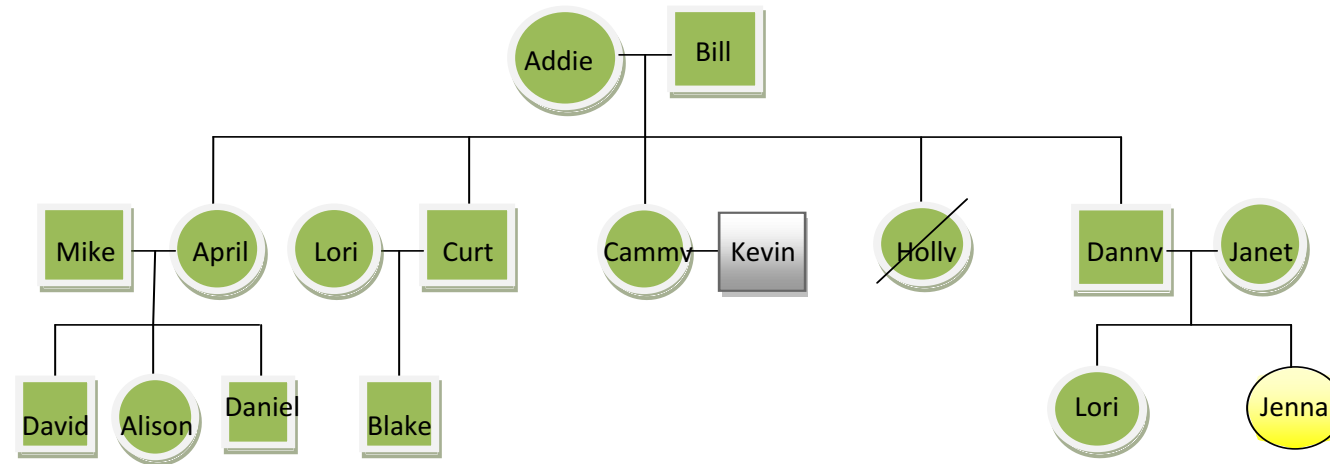 Addie
Bill
Mike
April
Lori
Curt
Cammy
Kevin
Holly
Danny
Janet
David
Alison
Daniel
Blake
Lori
Jenna